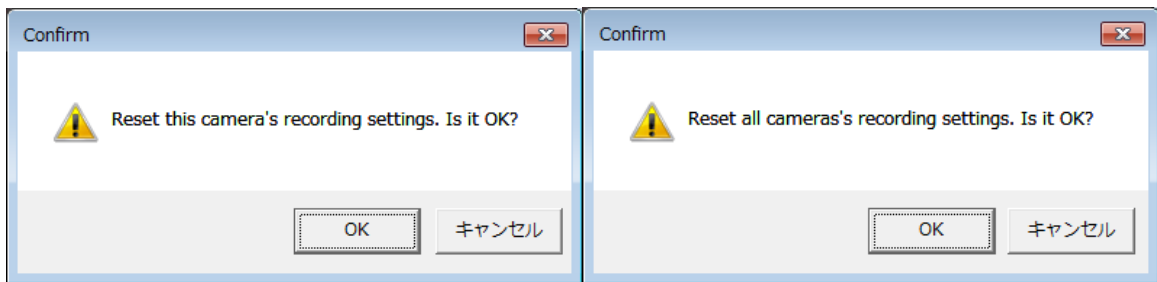 Confirm
Reset this camera's recording settings. Is it OK?
OK
キャンセル
Confirm
Reset all cameras's recording settings. Is it OK?
OK
キャンセル